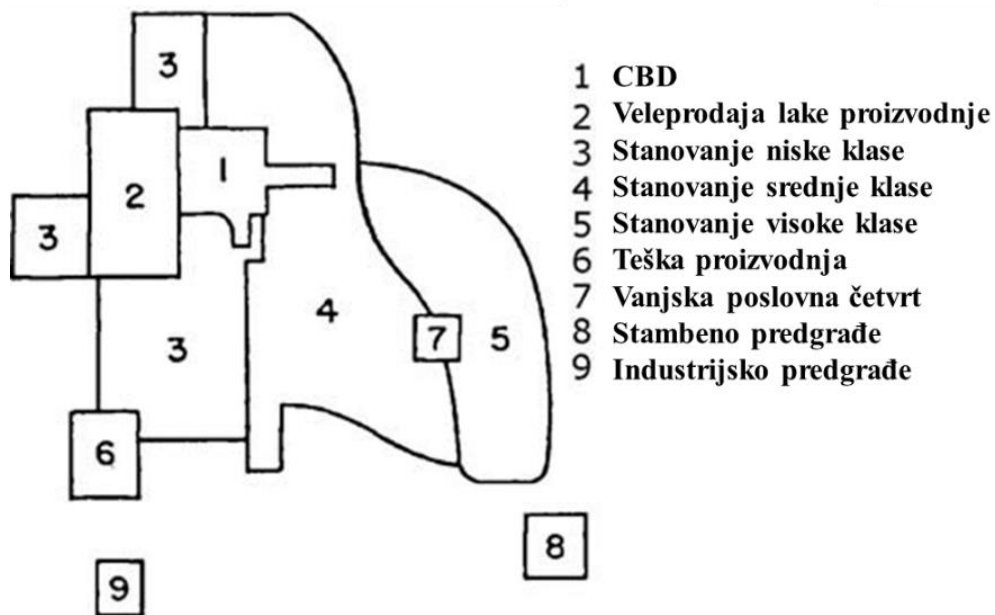 3
1
2
3
3
4
5
6
7
8
9
1 CBD
2 Veleprodaja lake proizvodnje
3 Stanovanje niske klase
4 Stanovanje srednje klase
5 Stanovanje visoke klase
6 Teška proizvodnja
7 Vanjska poslovna četvrt
8 Stambeno predgrađe
9 Industrijsko predgrađe